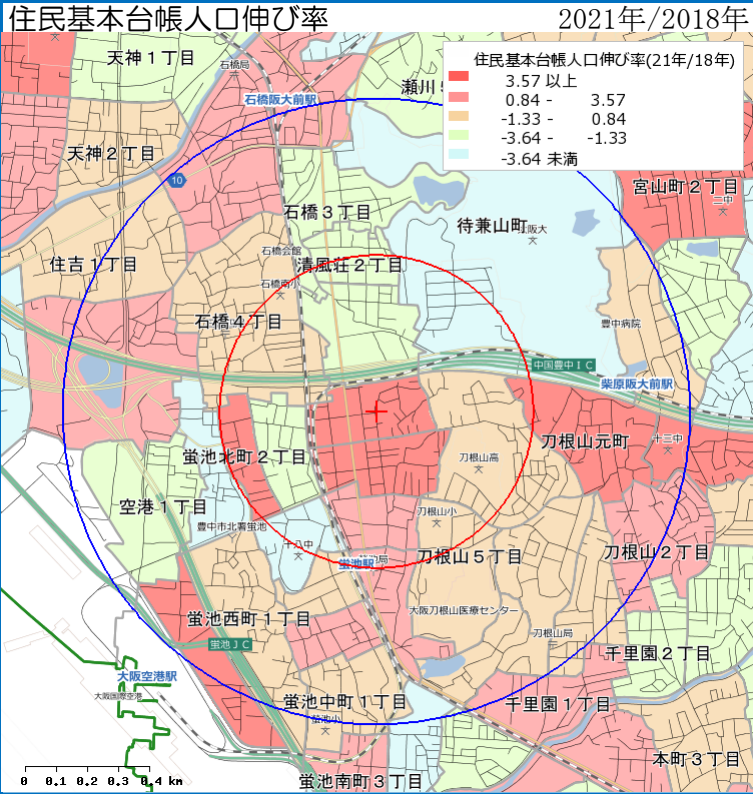 住民基本台帳人口伸び率 2021年/2018年
住民基本台帳人口伸び率(21年/18年)
3.57 以上
0.84 - 3.57
-1.33 - 0.84
-3.64 - -1.33
-3.64 未満
天神1丁目
石橋局
瀬川5
石橋阪大前駅
天神2丁目
10
宮山町2丁目
二中
石橋3丁目
待兼山町
阪大
石橋会館
住吉1丁目
清風荘2丁目
石橋南小
石橋4丁目
豊中病院
中国豊中IC
柴原阪大前駅
刀根山元町
十三中
蛍池北町2丁目
刀根山高
空港1丁目
刀根山小
豊中市北署蛍池
十八中
蛍池駅
刀根山5丁目
刀根山2丁目
蛍池西町1丁目
大阪刀根山医療センター
刀根山局
蛍池JC
千里園2丁目
大阪空港駅
大阪国際空港
蛍池中町1丁目
千里園1丁目
蛍池小
本町3丁目
蛍池南町3丁目
0 0.1 0.2 0.3 0.4 km